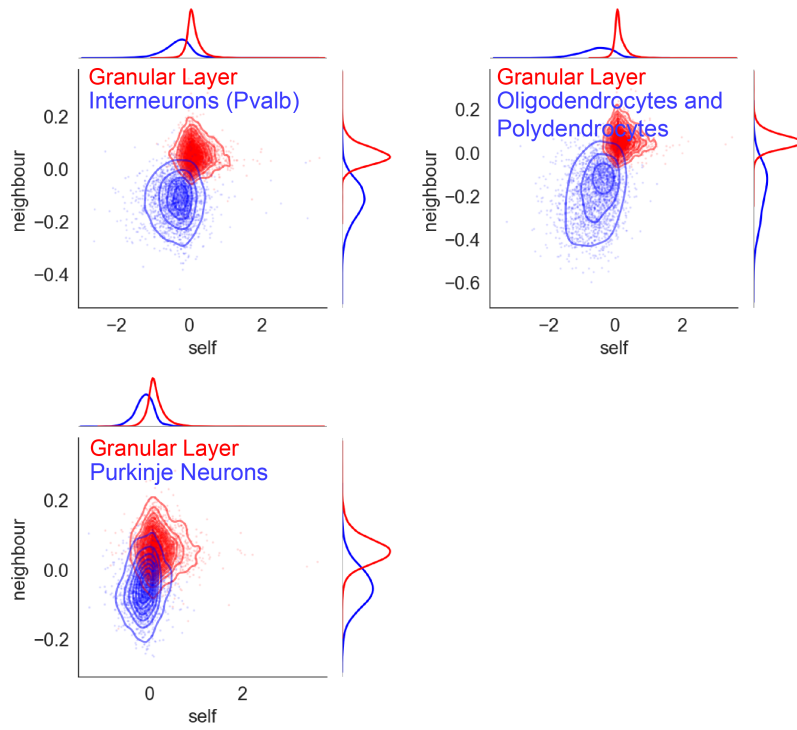 Granular Layer
Interneurons (Pvalb)
0.2
0.0
−0.2
−0.4
neighbour
−2
0
2
self
Granular Layer
Oligodendrocytes and
Polydendrocytes
0.2
0.0
−0.2
−0.4
−0.6
neighbour
−2
0
2
self
Granular Layer
Purkinje Neurons
0.2
0.0
−0.2
neighbour
0
2
self